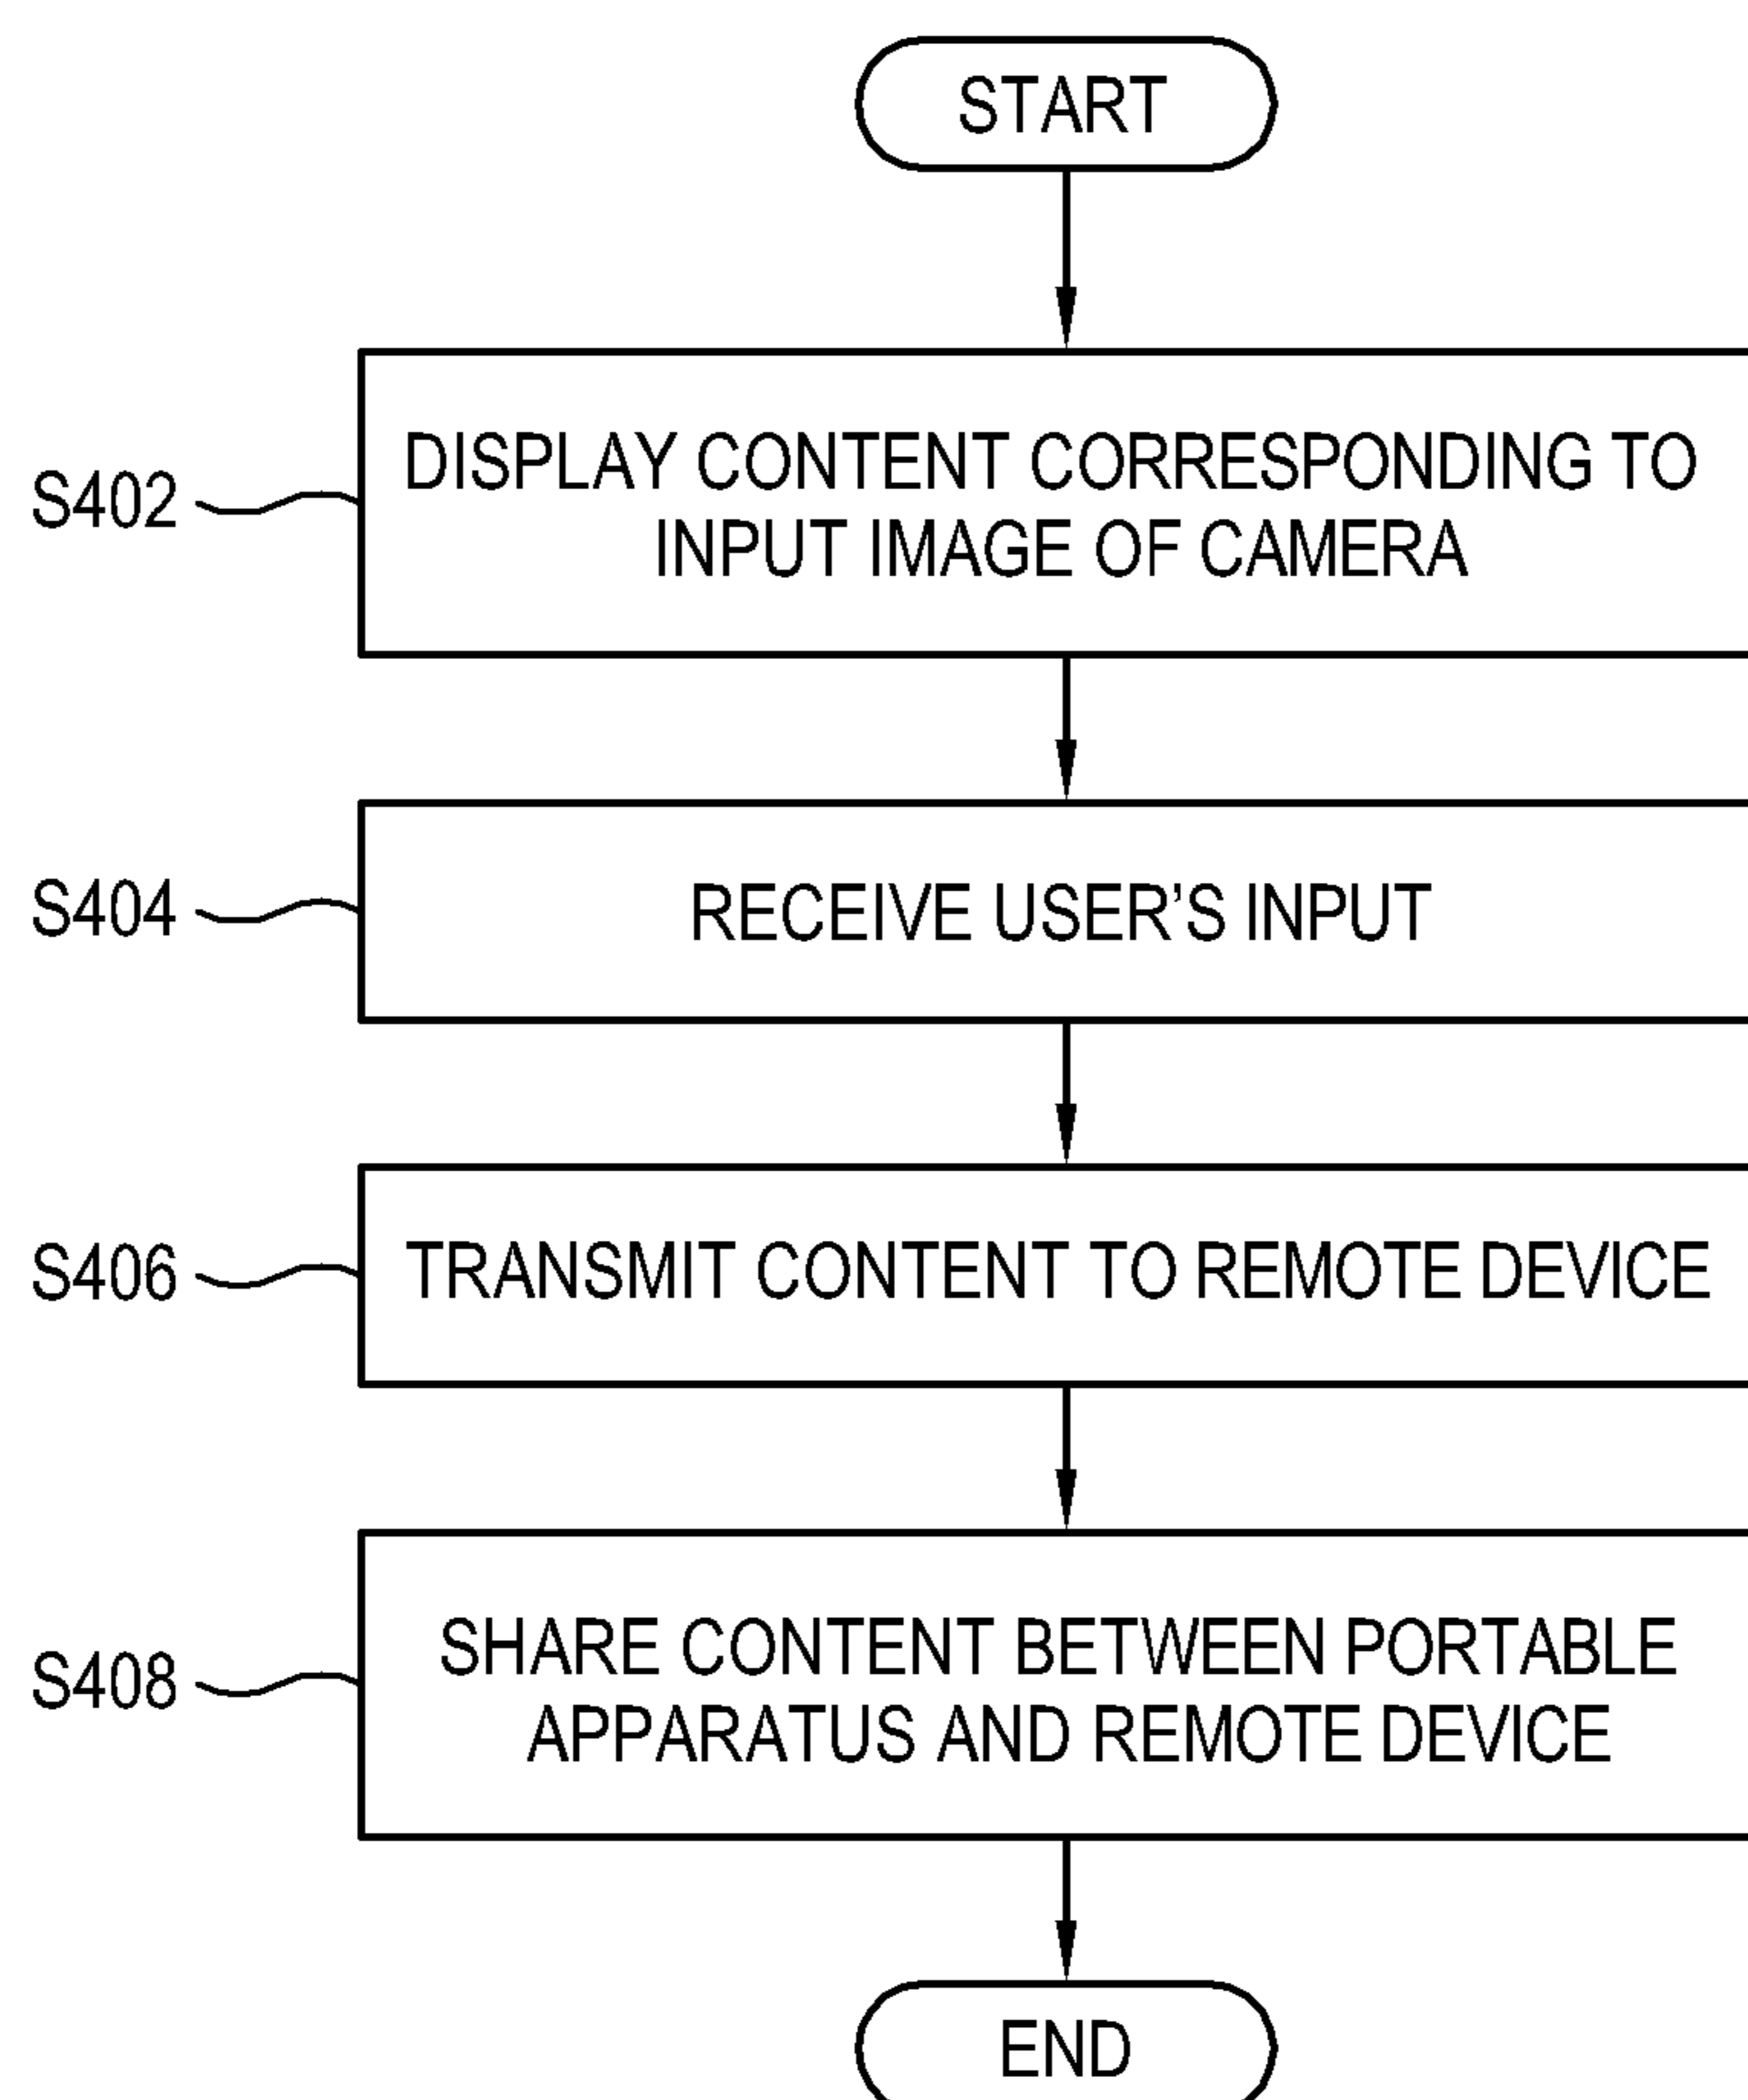 START
S402
DISPLAY CONTENT CORRESPONDING TO
INPUT IMAGE OF CAMERA
S404
RECEIVE USER'S INPUT
S406
TRANSMIT CONTENT TO REMOTE DEVICE
S408
SHARE CONTENT BETWEEN PORTABLE
APPARATUS AND REMOTE DEVICE
END